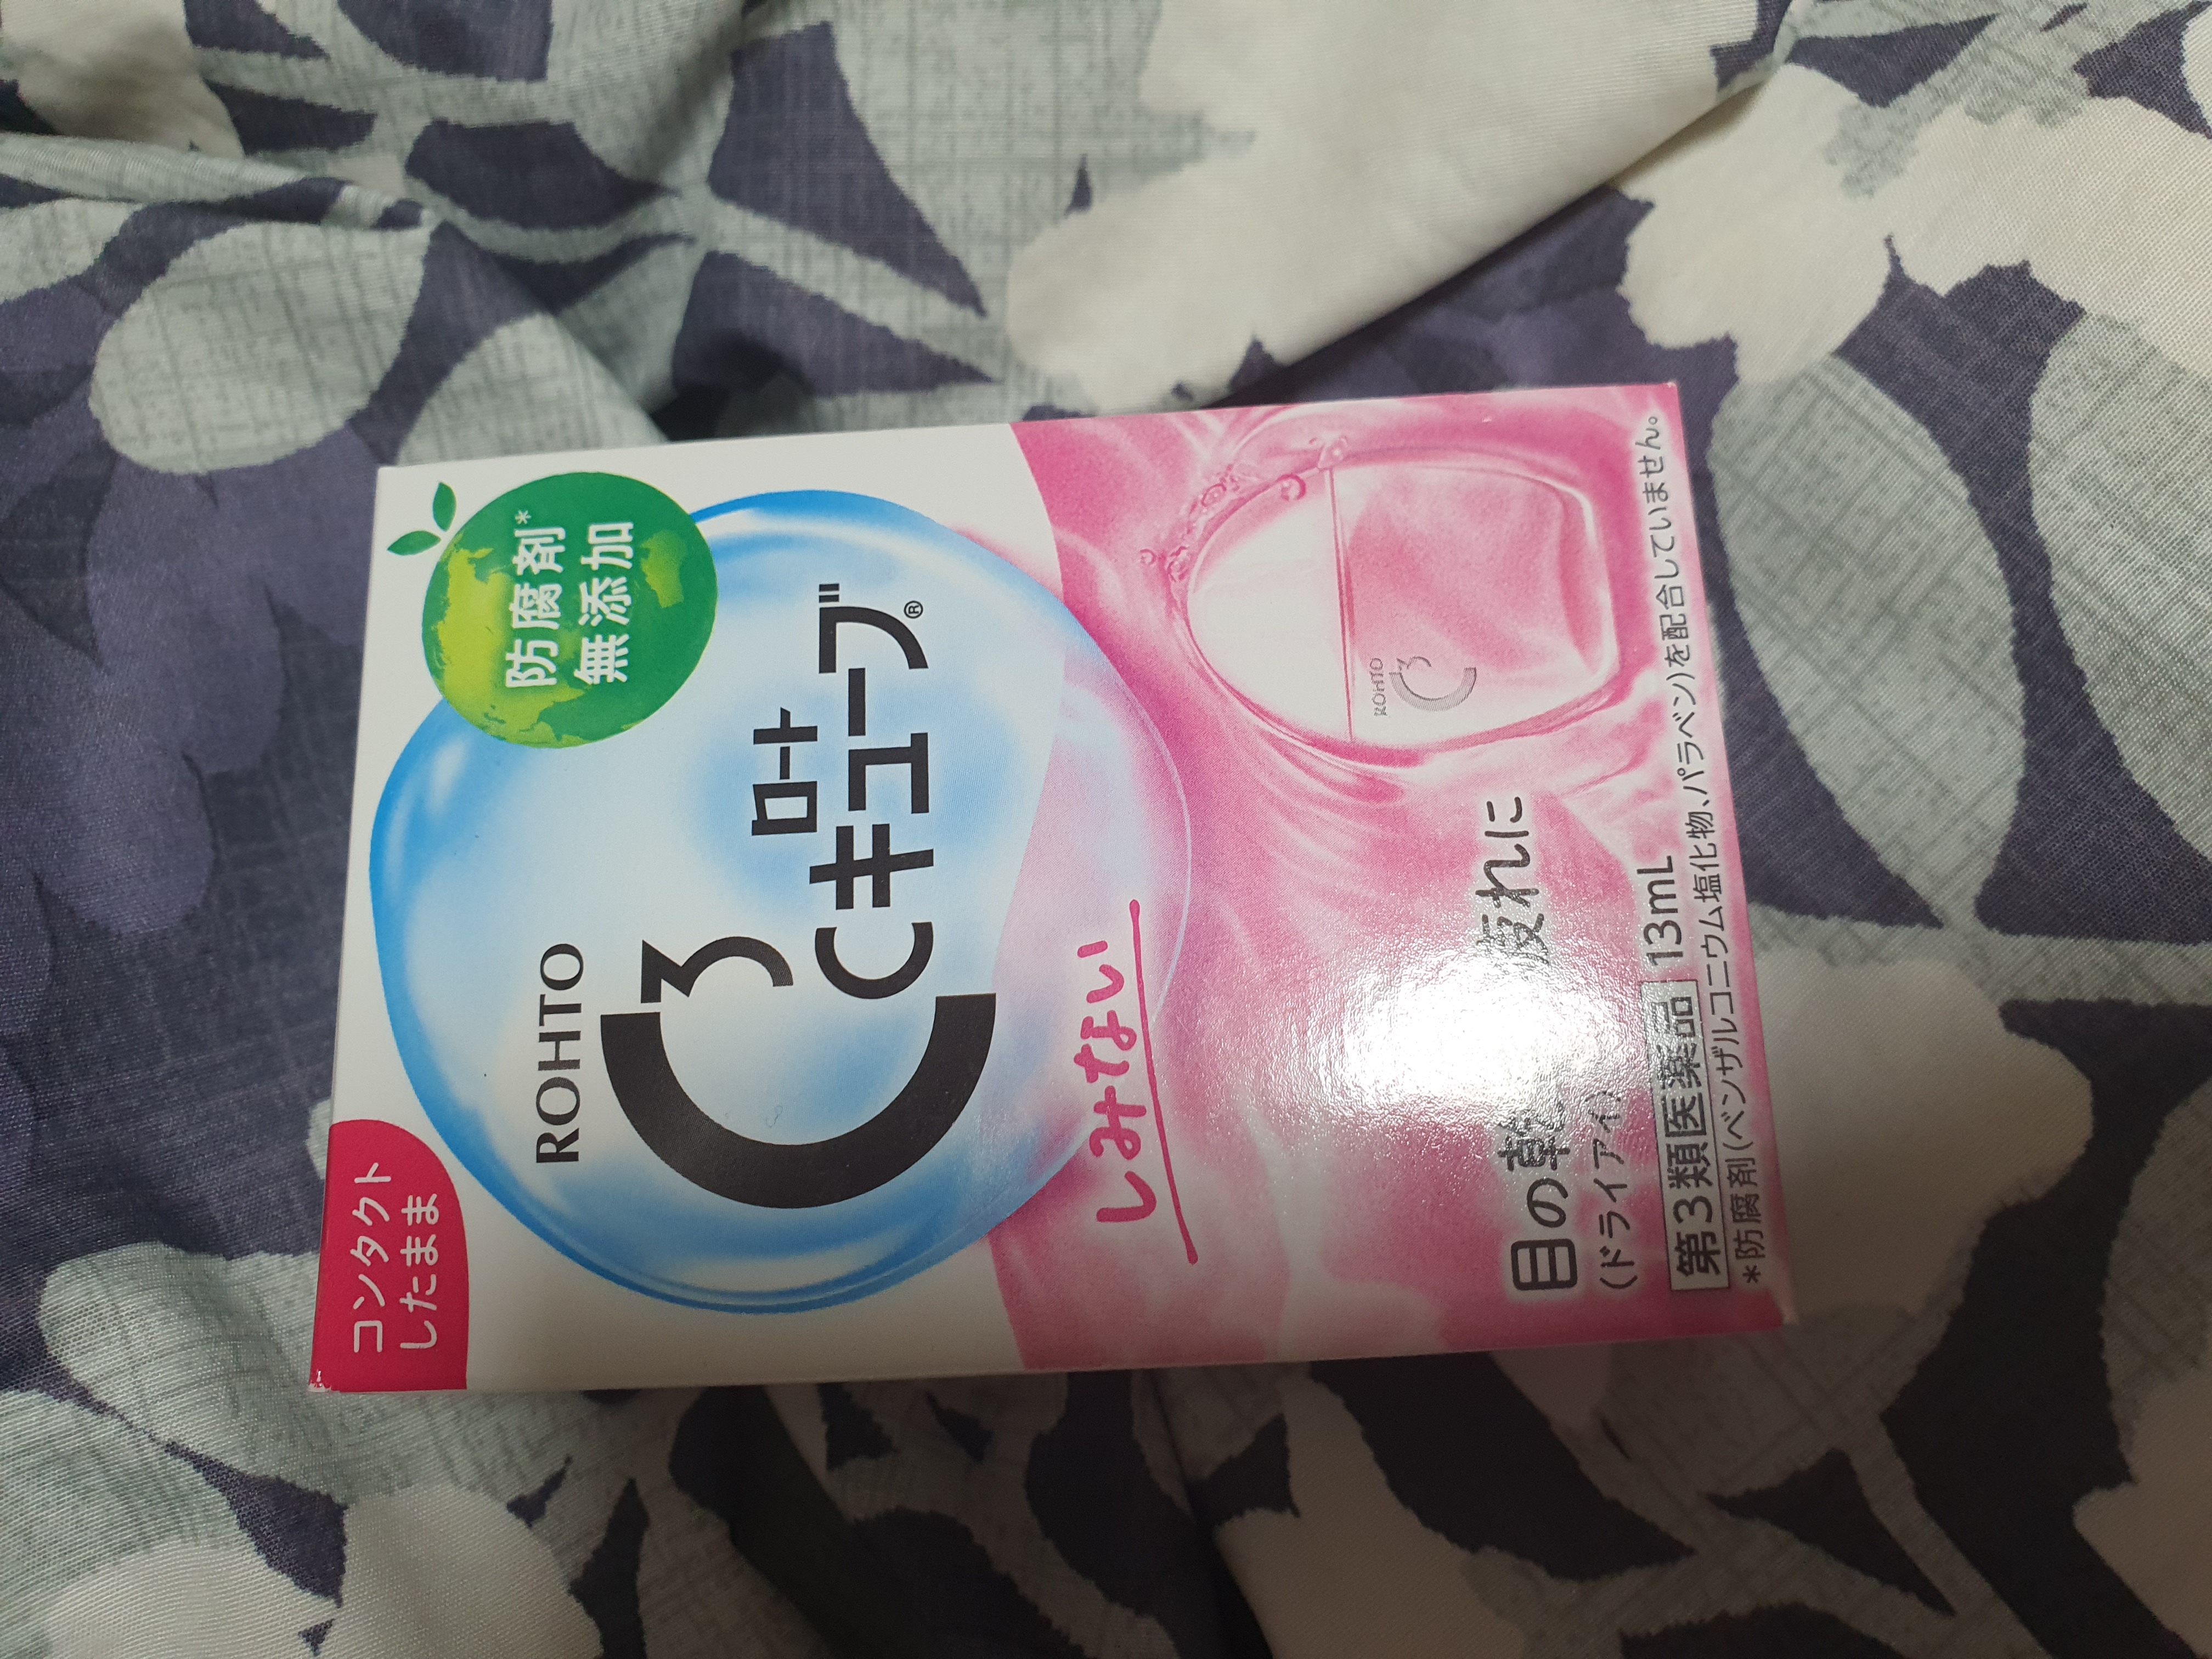 コンタクト
したまま
防腐剤*
無添加
ROHTO
C3
ロート
Cキューブ®
しみない
ROHTO
C3
目の乾 疲れに
(ドライアイ)
第3類医薬品 13mL
*防腐剤(ベンザルコニウム塩化物、パラベン)を配合していません。